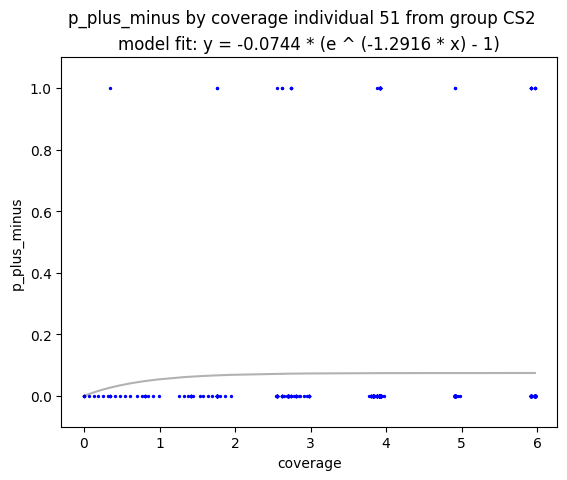 p_plus_minus by coverage individual 51 from group CS2
model fit: y = -0.0744 * (e ^ (-1.2916 * x) - 1)
1.0
0.8
0.6
0.4
0.2
0.0
p_plus_minus
0 1 2 3 4 5 6
coverage